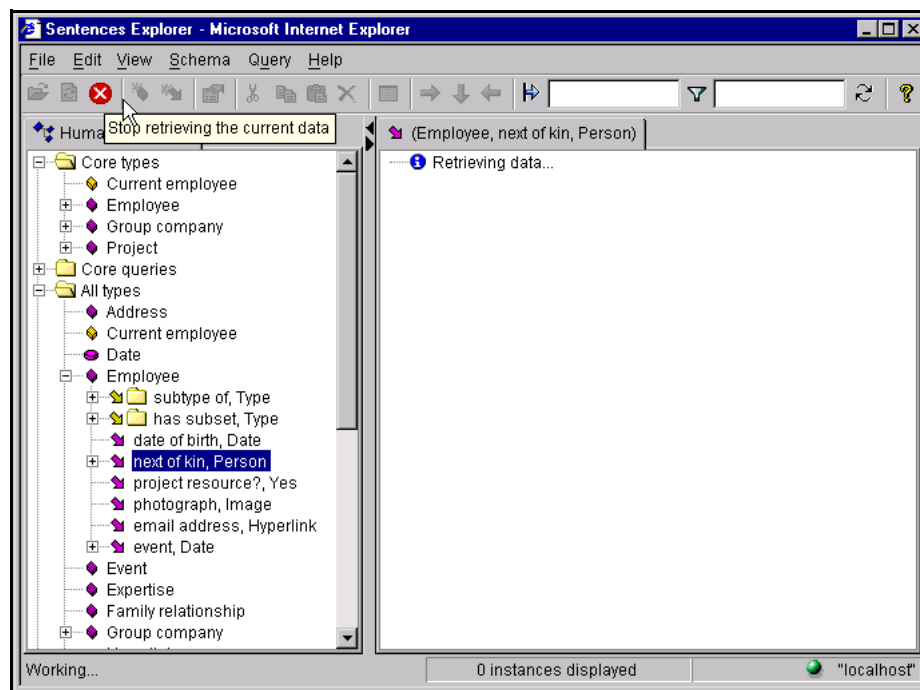 Sentences Explorer - Microsoft Internet Explorer
File Edit View Schema Query Help
Stop retrieving the current data
Huma
(Employee, next of kin, Person)
Core types
Current employee
Employee
Group company
Project
Core queries
All types
Address
Current employee
Date
Employee
subtype of, Type
has subset, Type
date of birth, Date
next of kin, Person
project resource?, Yes
photograph, Image
email address, Hyperlink
event, Date
Event
Expertise
Family relationship
Group company
Retrieving data...
Working...
0 instances displayed
"localhost"